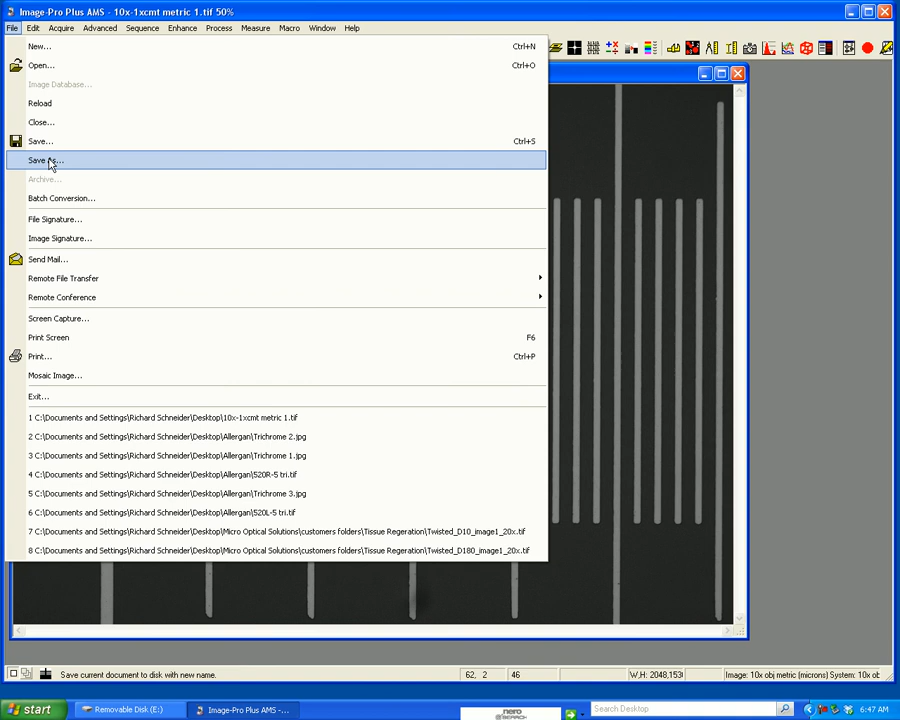 Image-Pro Plus AMS - 10x-1xcmt metric 1.tif 50%
File Edit Acquire Advanced Sequence Enhance Process Measure Macro Window Help
New... Ctrl+N
Open... Ctrl+O
Image Database...
Reload
Close...
Save... Ctrl+S
Save As...
Archive...
Batch Conversion...
File Signature...
Image Signature...
Send Mail...
Remote File Transfer
Remote Conference
Screen Capture...
Print Screen F6
Print... Ctrl+P
Mosaic Image...
Exit...
1 C:\Documents and Settings\Richard Schneider\Desktop\10x-1xcmt metric 1.tif
2 C:\Documents and Settings\Richard Schneider\Desktop\Allergan\Trichrome 2.jpg
3 C:\Documents and Settings\Richard Schneider\Desktop\Allergan\Trichrome 1.jpg
4 C:\Documents and Settings\Richard Schneider\Desktop\Allergan\520R-5 tri.tif
5 C:\Documents and Settings\Richard Schneider\Desktop\Allergan\Trichrome 3.jpg
6 C:\Documents and Settings\Richard Schneider\Desktop\Allergan\520L-5 tri.tif
7 C:\Documents and Settings\Richard Schneider\Desktop\Micro Optical Solutions\customers folders\Tissue Regeration\Twisted_D10_image1_20x.tif
8 C:\Documents and Settings\Richard Schneider\Desktop\Micro Optical Solutions\customers folders\Tissue Regeration\Twisted_D180_image1_20x.tif
Save current document to disk with new name. 62, 2 46 W,H: 2048,153 Image: 10x obj metric (microns) System: 10x ob
start Removable Disk (E:) Image-Pro Plus AMS -... nero SEARCH Search Desktop 6:47 AM